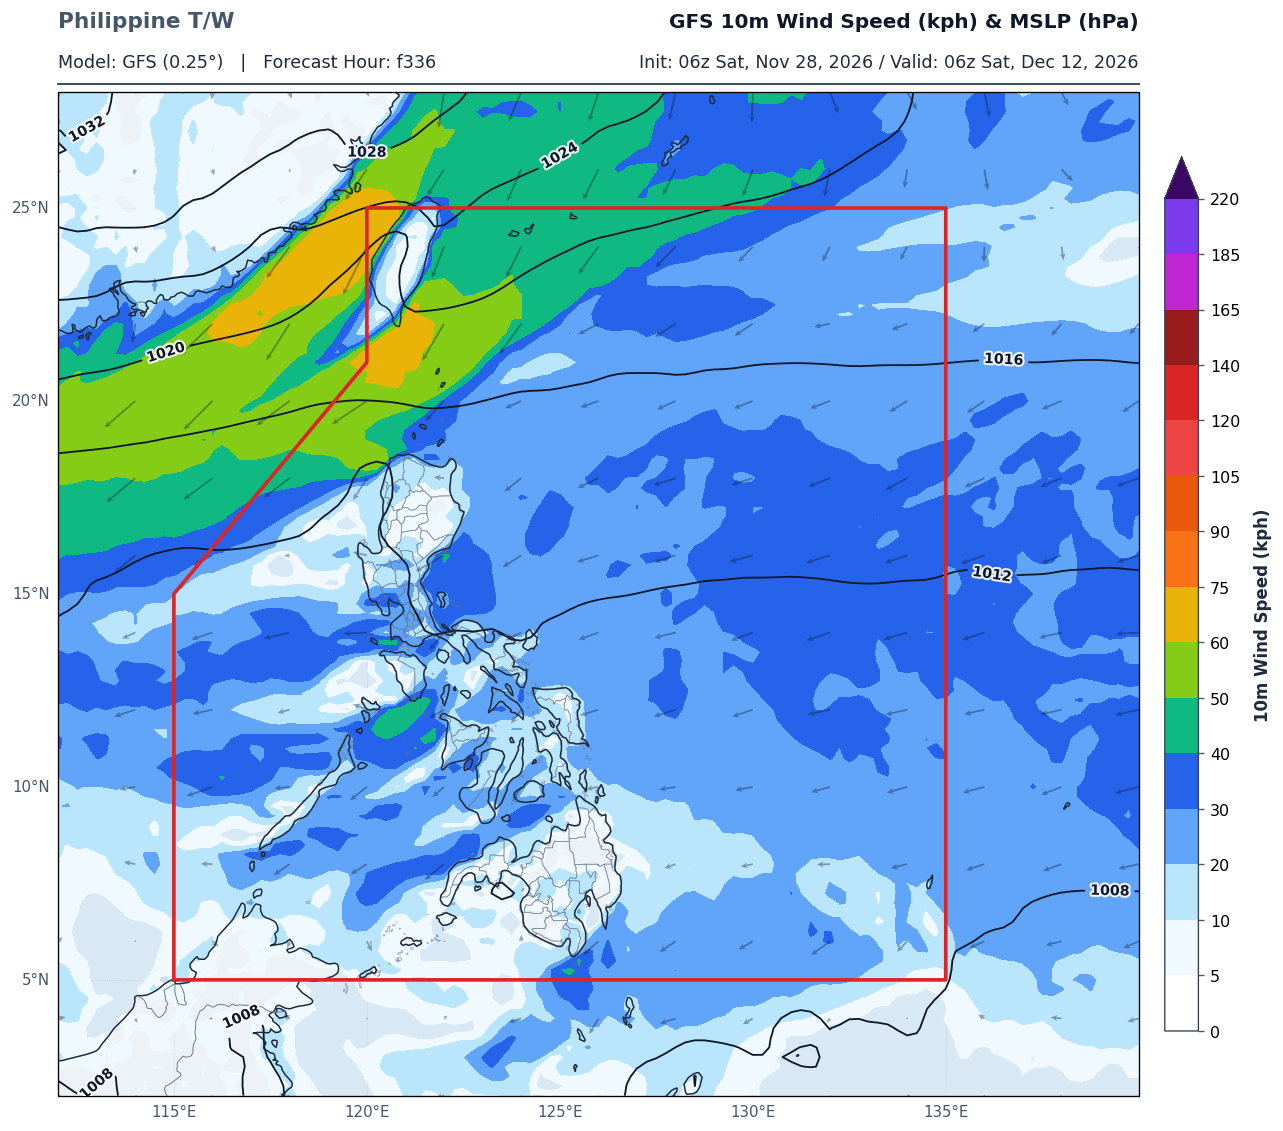 Philippine T/W
GFS 10m Wind Speed (kph) & MSLP (hPa)
Model: GFS (0.25°) | Forecast Hour: f336
Init: 06z Sat, Nov 28, 2026 / Valid: 06z Sat, Dec 12, 2026
1032
1028
1024
1020
1016
1012
1008
1008
1008
25°N
20°N
15°N
10°N
5°N
115°E
120°E
125°E
130°E
135°E
220
185
165
140
120
105
90
75
60
50
40
30
20
10
5
0
10m Wind Speed (kph)